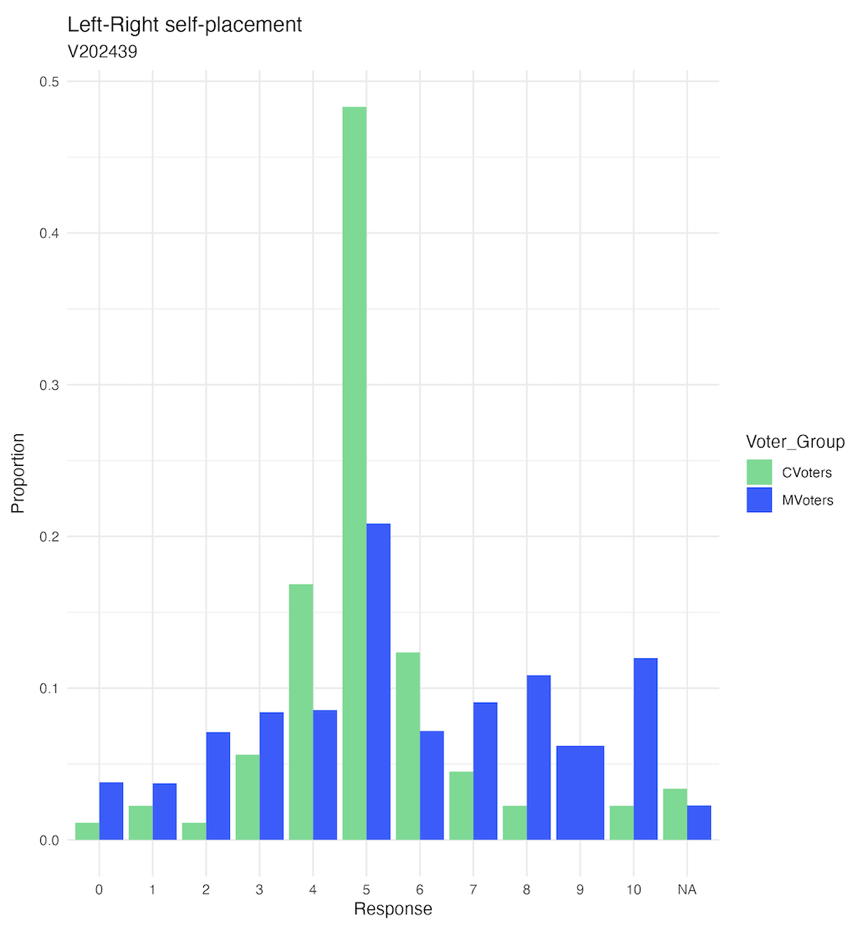 Left-Right self-placement
V202439
0.5
0.4
0.3
0.2
0.1
0.0
Proportion
0 1 2 3 4 5 6 7 8 9 10 NA
Response
Voter_Group
CVoters
MVoters